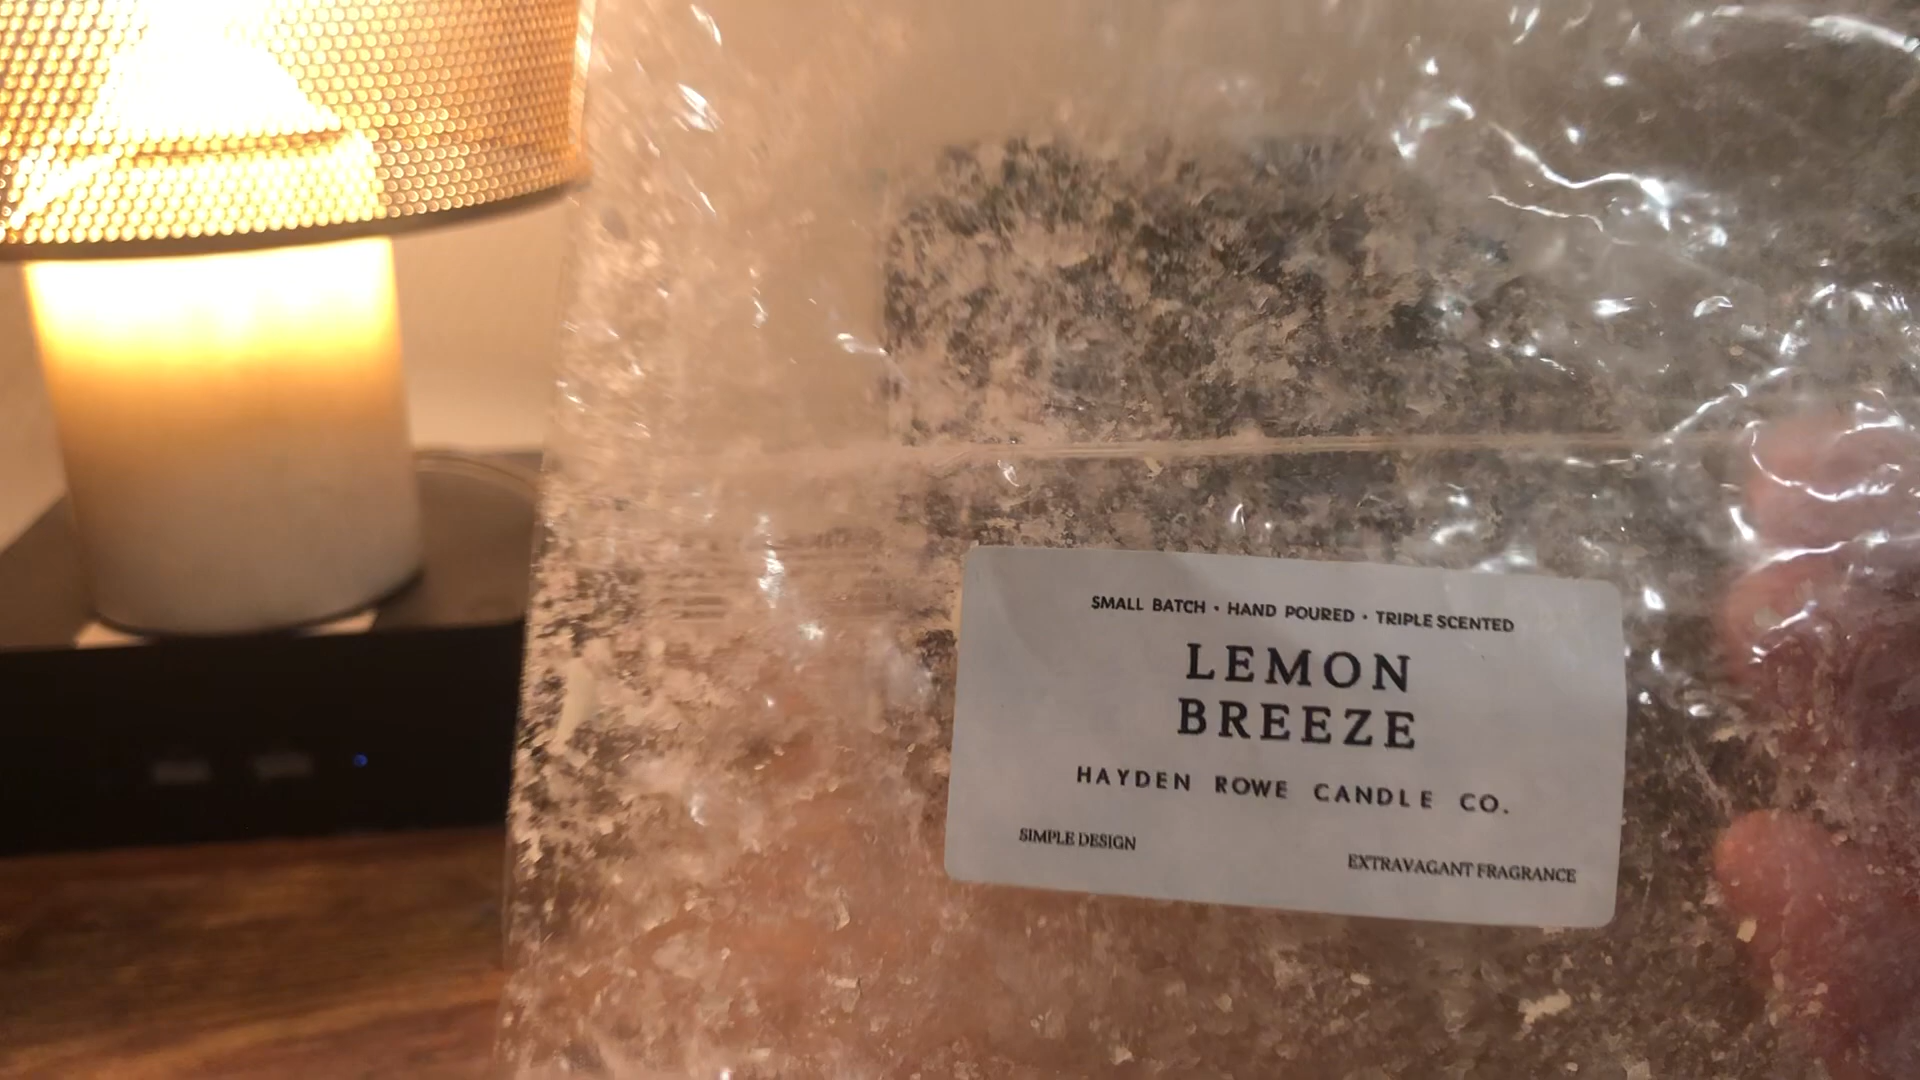 SMALL BATCH • HAND POURED • TRIPLE SCENTED
LEMON
BREEZE
HAYDEN ROWE CANDLE CO.
SIMPLE DESIGN
EXTRAVAGANT FRAGRANCE